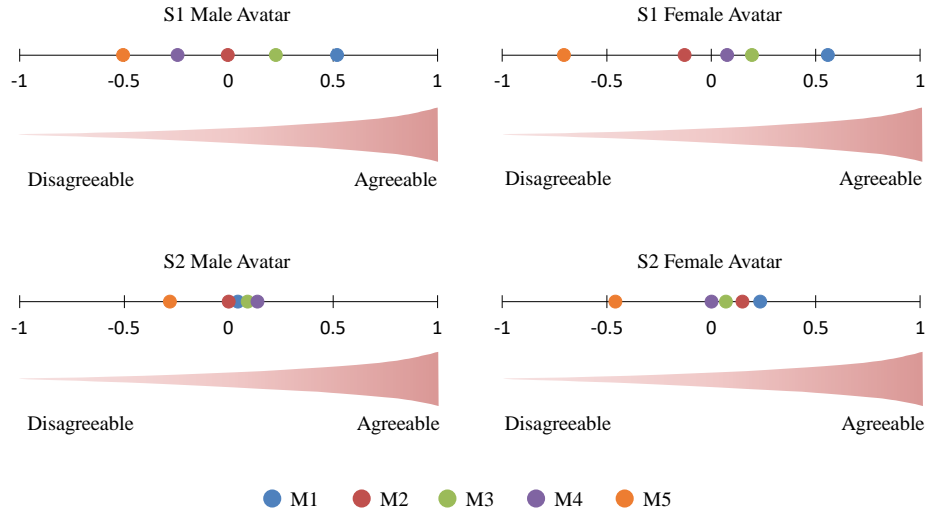 S1 Male Avatar
-1 -0.5 0 0.5 1
Disagreeable Agreeable
S1 Female Avatar
-1 -0.5 0 0.5 1
Disagreeable Agreeable
S2 Male Avatar
-1 -0.5 0 0.5 1
Disagreeable Agreeable
S2 Female Avatar
-1 -0.5 0 0.5 1
Disagreeable Agreeable
M1 M2 M3 M4 M5